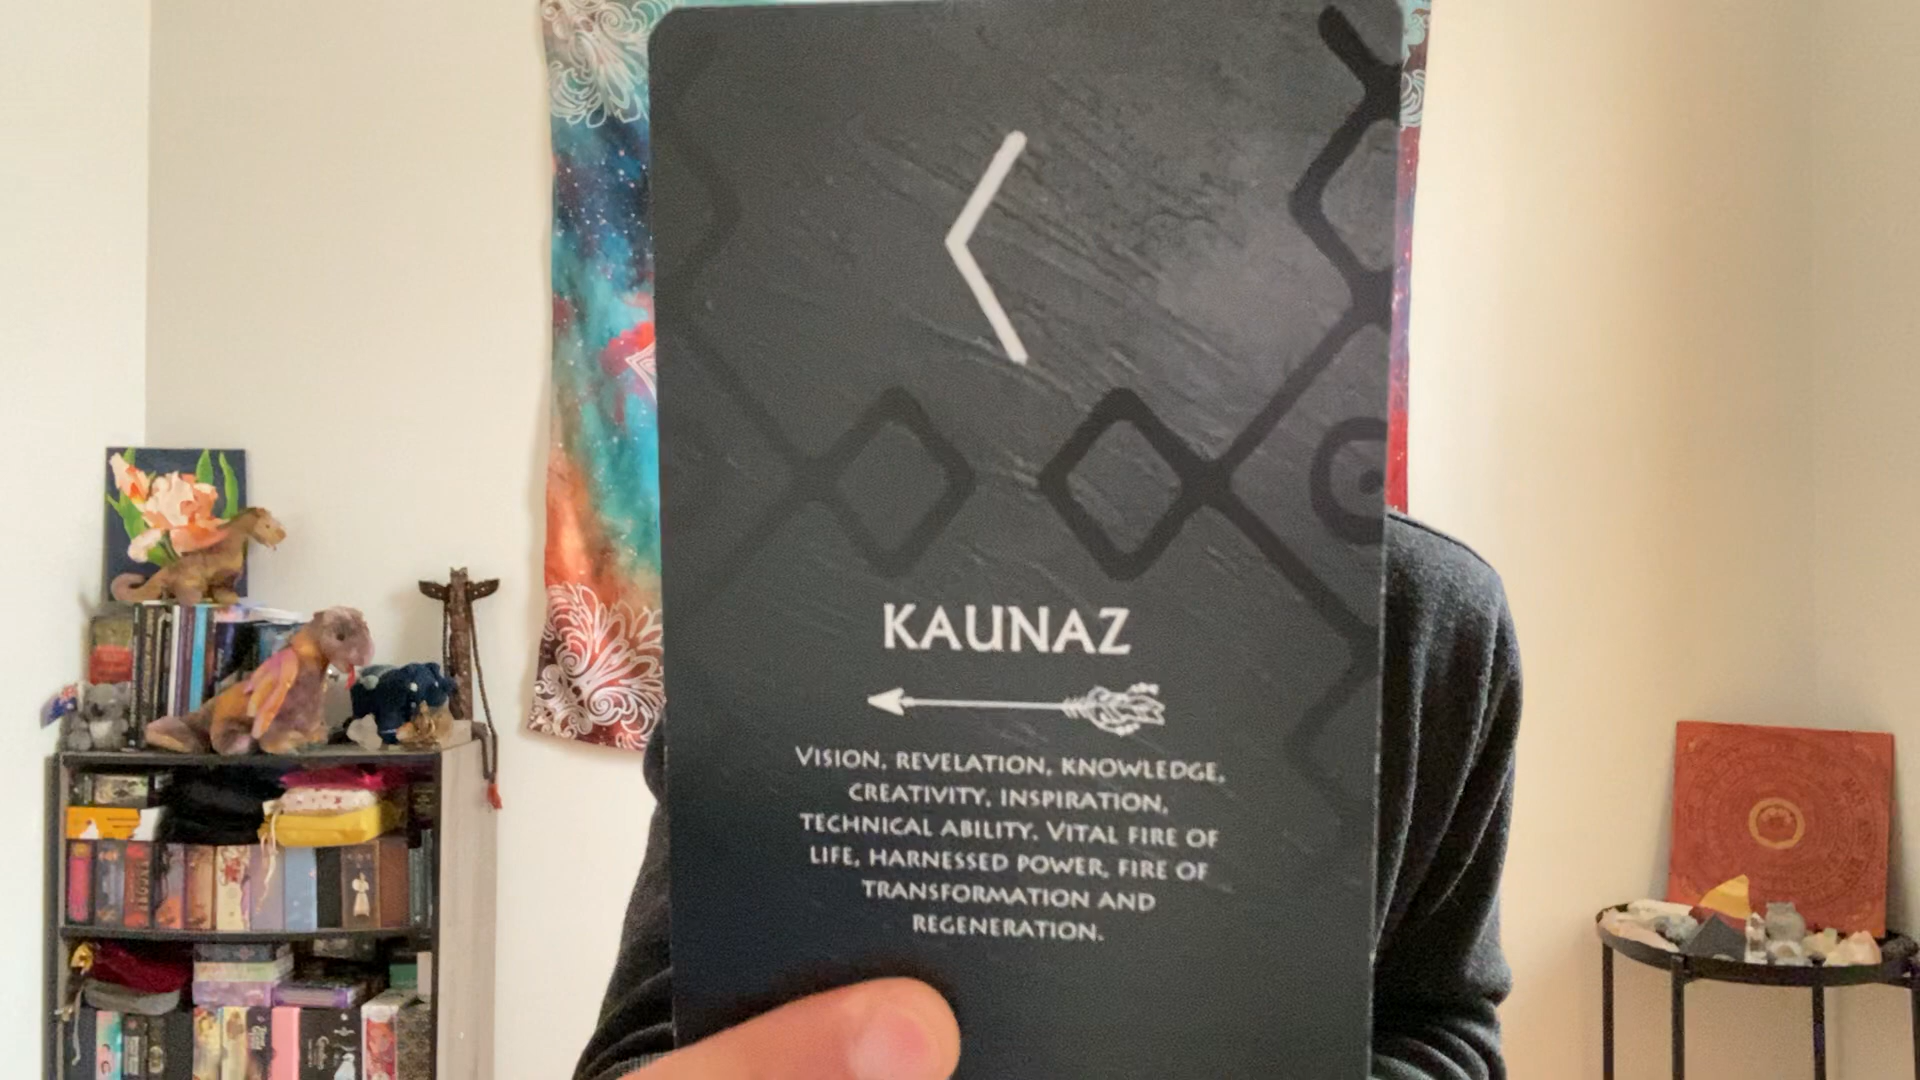 KAUNAZ
VISION, REVELATION, KNOWLEDGE,
CREATIVITY, INSPIRATION,
TECHNICAL ABILITY. VITAL FIRE OF
LIFE, HARNESSED POWER, FIRE OF
TRANSFORMATION AND
REGENERATION.